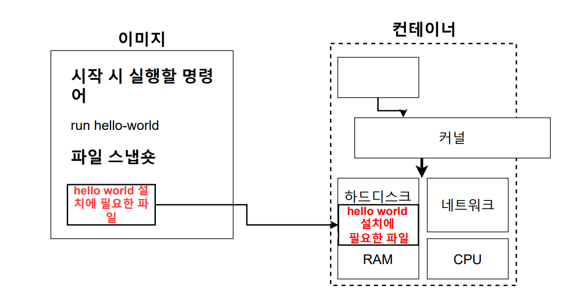 이미지
시작 시 실행할 명령
어
run hello-world
파일 스냅숏
hello world 설
치에 필요한 파
일
컨테이너
커널
하드디스크
hello world
설치에
필요한 파일
RAM
네트워크
CPU